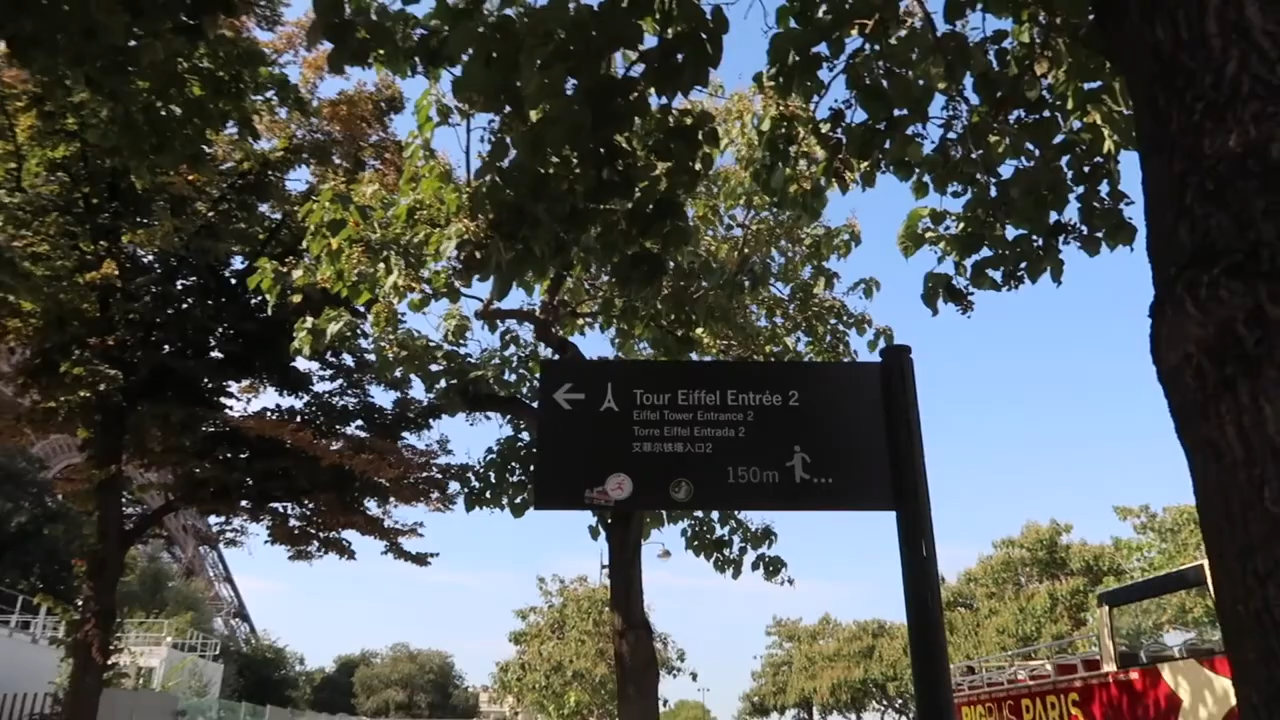 Tour Eiffel Entrée 2
Eiffel Tower Entrance 2
Torre Eiffel Entrada 2
艾菲尔铁塔入口2
150m
BIGBUS PARIS